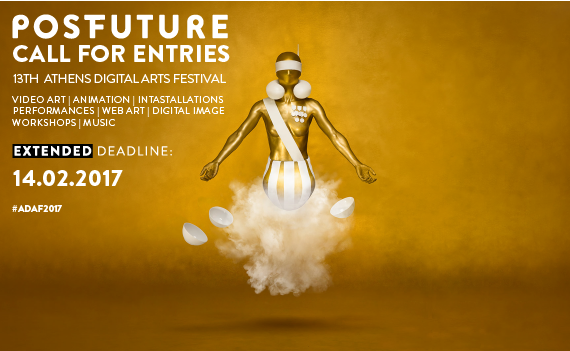 POSTFUTURE
CALL FOR ENTRIES
13TH ATHENS DIGITAL ARTS FESTIVAL
VIDEO ART | ANIMATION | INTASTALLATIONS
PERFORMANCES | WEB ART | DIGITAL IMAGE
WORKSHOPS | MUSIC
EXTENDED DEADLINE:
14.02.2017
#ADAF2017